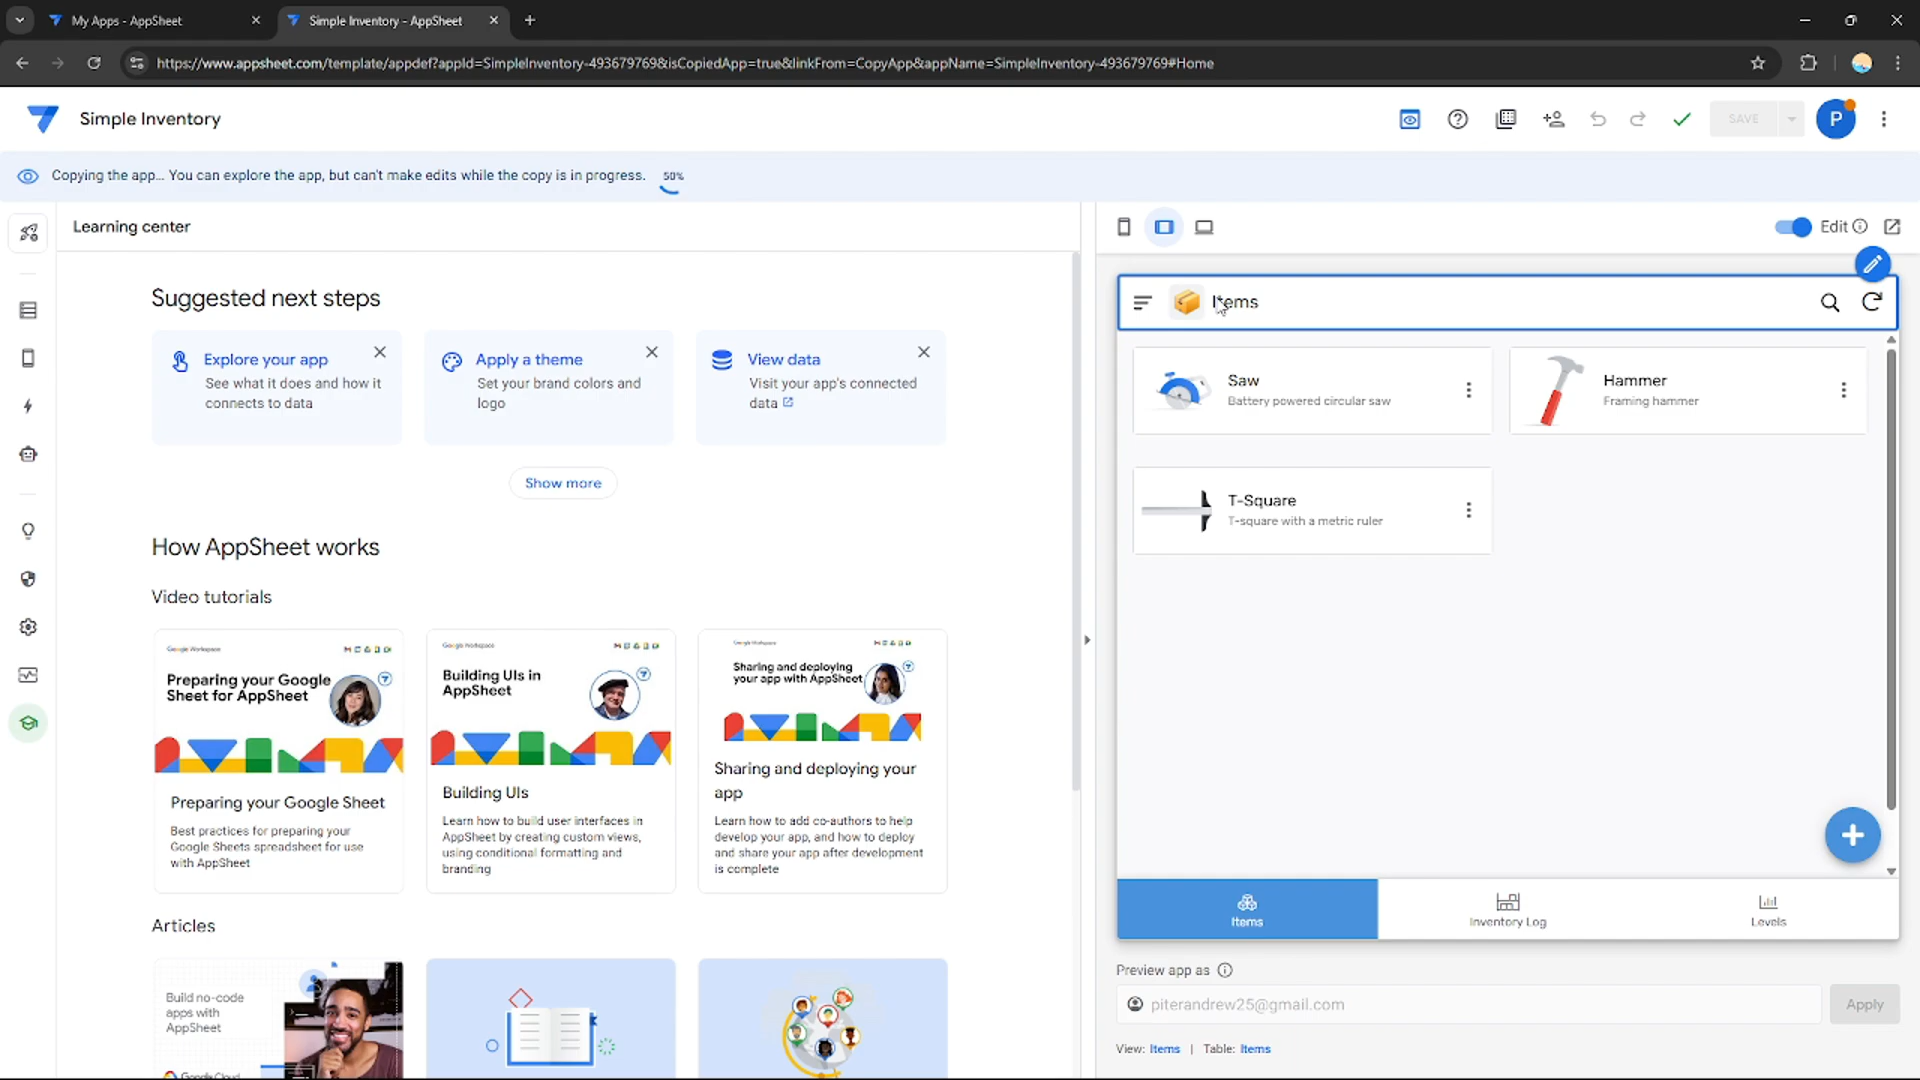 My Apps - AppSheet
Simple Inventory - AppSheet
https://www.appsheet.com/template/appdef?appId=SimpleInventory-493679769&isCopiedApp=true&linkFrom=CopyApp&appName=SimpleInventory-493679769#Home
Simple Inventory
SAVE
P
Copying the app... You can explore the app, but can't make edits while the copy is in progress.
50%
Learning center
Edit
Suggested next steps
Explore your app
See what it does and how it
connects to data
Apply a theme
Set your brand colors and
logo
View data
Visit your app's connected
data
Show more
How AppSheet works
Video tutorials
Google Workspace
Preparing your Google
Sheet for AppSheet
Preparing your Google Sheet
Best practices for preparing your
Google Sheets spreadsheet for use
with AppSheet
Google Workspace
Building UIs in
AppSheet
Building UIs
Learn how to build user interfaces in
AppSheet by creating custom views,
using conditional formatting and
branding
Google Workspace
Sharing and deploying
your app with AppSheet
Sharing and deploying your
app
Learn how to add co-authors to help
develop your app, and how to deploy
and share your app after development
is complete
Articles
Build no-code
apps with
AppSheet
Google Cloud
Items
Saw
Battery powered circular saw
Hammer
Framing hammer
T-Square
T-square with a metric ruler
Items
Inventory Log
Levels
Preview app as
piterandrew25@gmail.com
Apply
View: Items | Table: Items